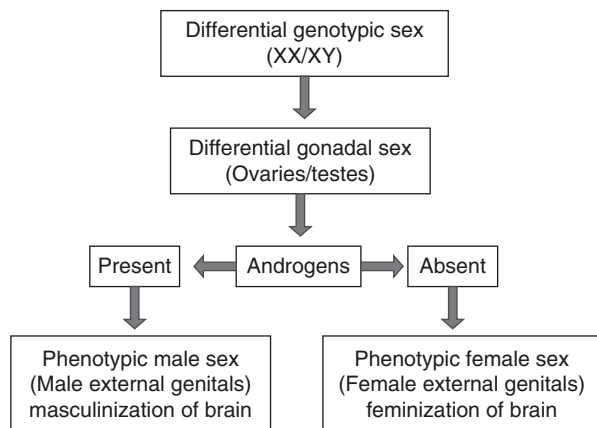 Differential genotypic sex
(XX/XY)
Differential gonadal sex
(Ovaries/testes)
Present
Androgens
Absent
Phenotypic male sex
(Male external genitals)
masculinization of brain
Phenotypic female sex
(Female external genitals)
feminization of brain